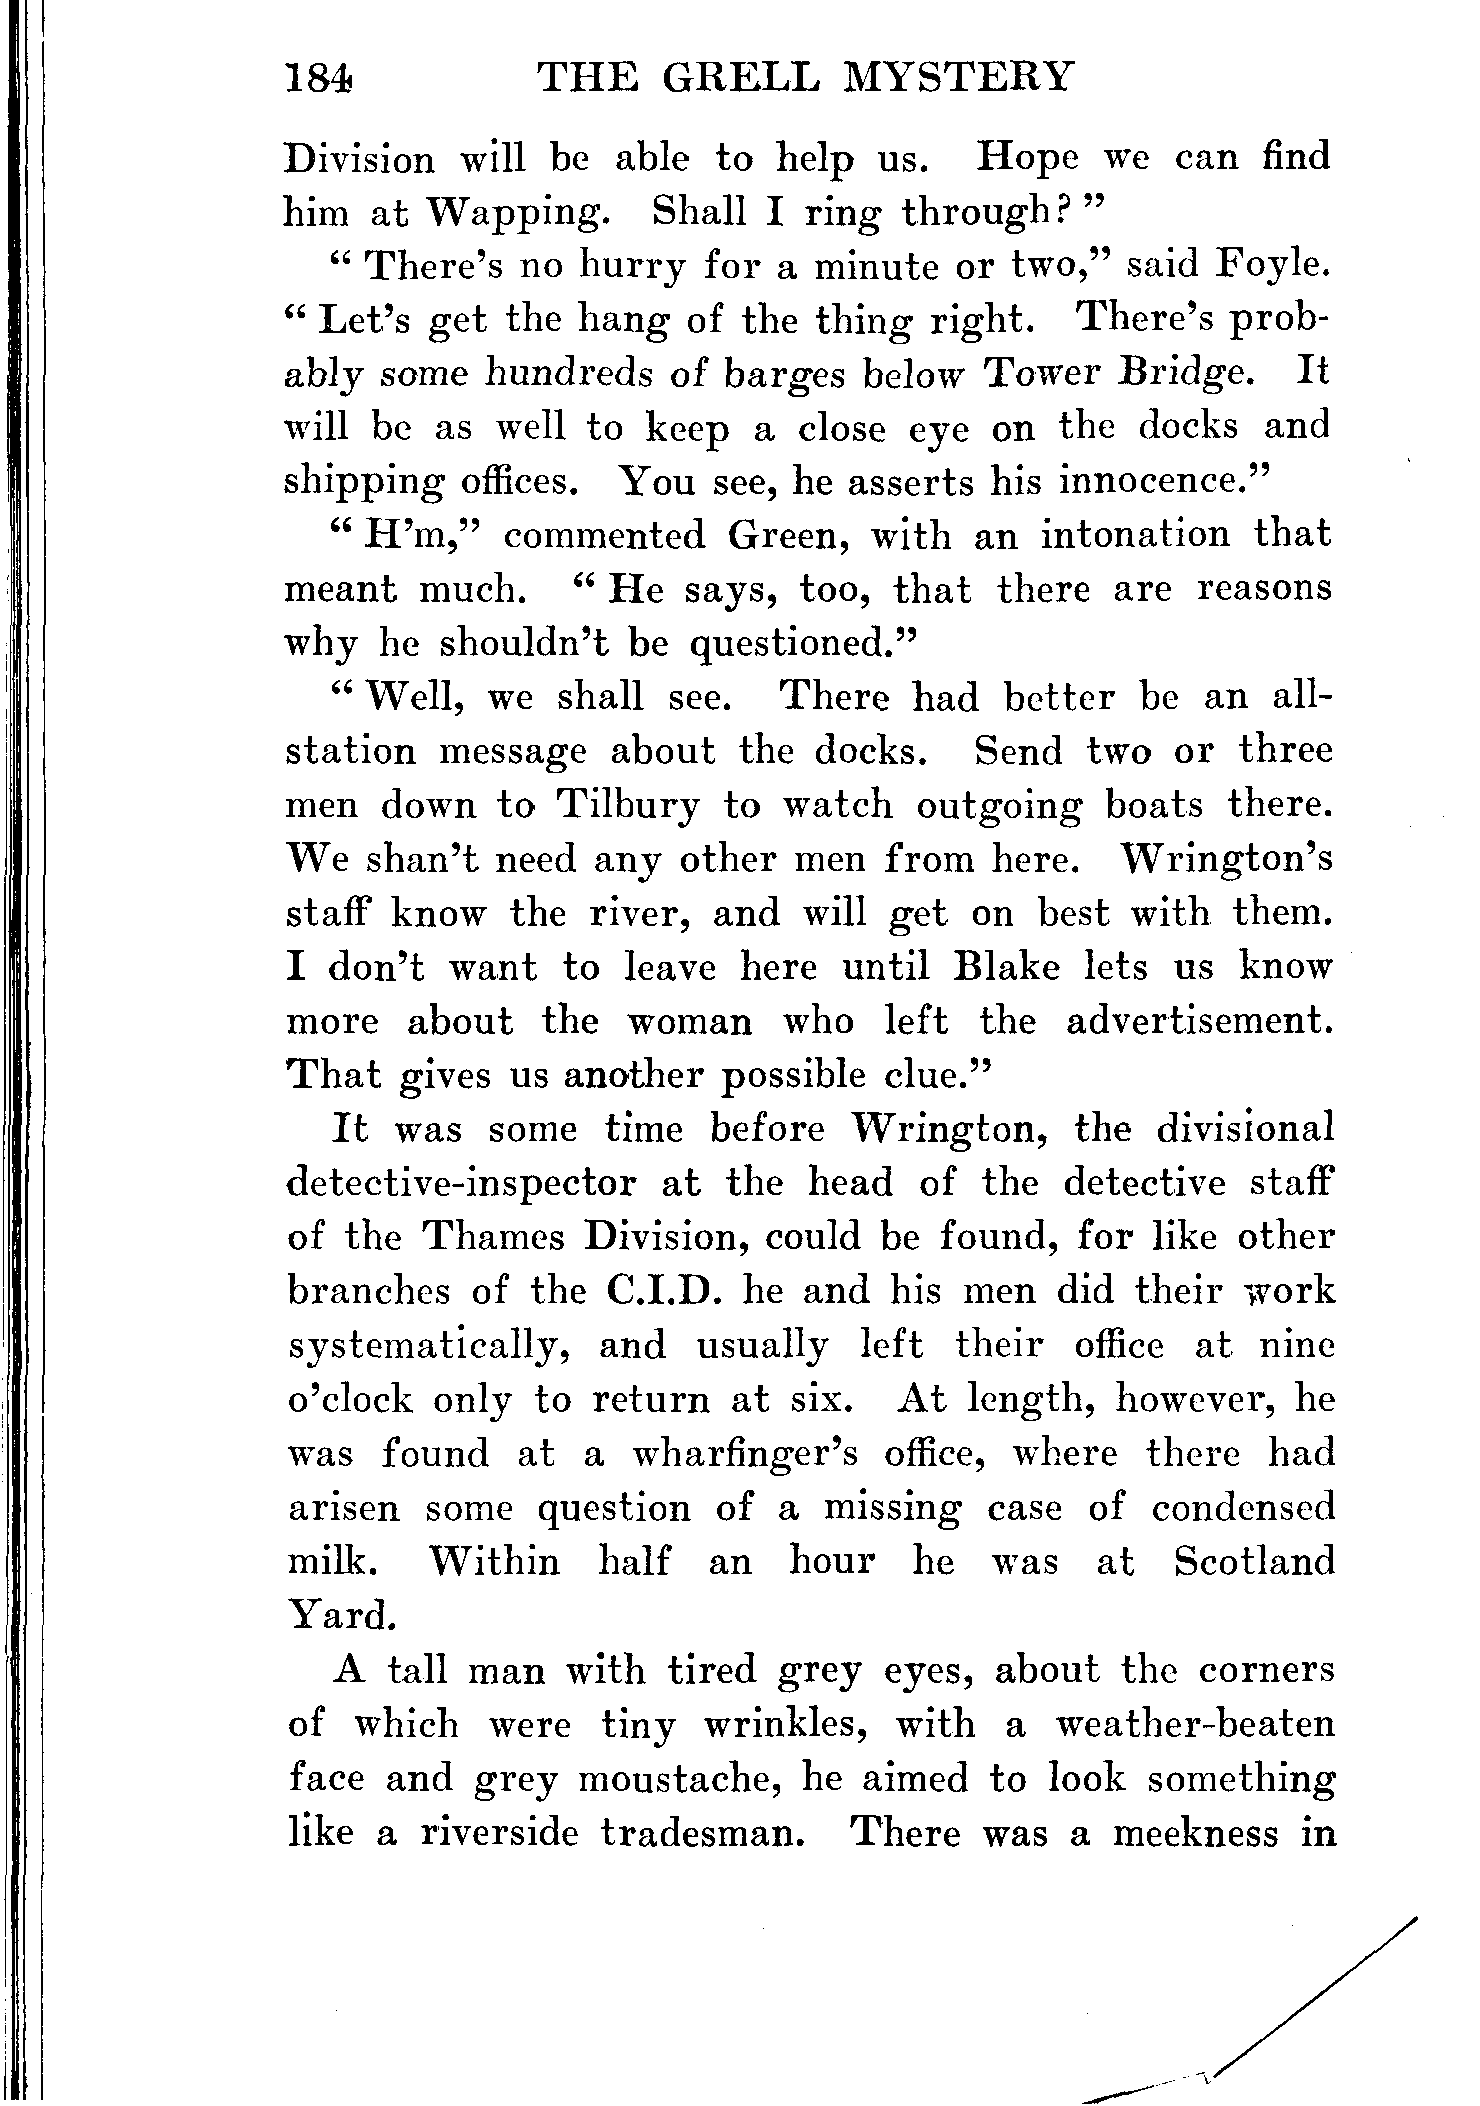 184 THE GRELL MYSTERY
Division will be able to help us. Hope we can find
him at Wapping. Shall I ring through?”
“There’s no hurry for a minute or two,” said Foyle.
“Let’s get the hang of the thing right. There’s prob-
ably some hundreds of barges below Tower Bridge. It
will be as well to keep a close eye on the docks and
shipping offices. You see, he asserts his innocence.”
“H’m,” commented Green, with an intonation that
meant much. “He says, too, that there are reasons
why he shouldn’t be questioned.”
“Well, we shall see. There had better be an all-
station message about the docks. Send two or three
men down to Tilbury to watch outgoing boats there.
We shan’t need any other men from here. Wrington’s
staff know the river, and will get on best with them.
I don’t want to leave here until Blake lets us know
more about the woman who left the advertisement.
That gives us another possible clue.”
It was some time before Wrington, the divisional
detective-inspector at the head of the detective staff
of the Thames Division, could be found, for like other
branches of the C.I.D. he and his men did their work
systematically, and usually left their office at nine
o’clock only to return at six. At length, however, he
was found at a wharfinger’s office, where there had
arisen some question of a missing case of condensed
milk. Within half an hour he was at Scotland
Yard.
A tall man with tired grey eyes, about the corners
of which were tiny wrinkles, with a weather-beaten
face and grey moustache, he aimed to look something
like a riverside tradesman. There was a meekness in